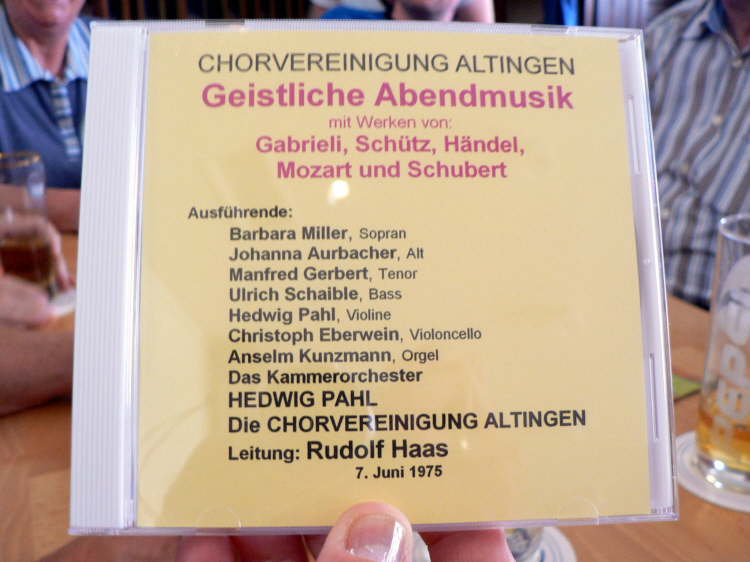 CHORVEREINIGUNG ALTINGEN
Geistliche Abendmusik
mit Werken von:
Gabrieli, Schütz, Händel,
Mozart und Schubert
Ausführende:
Barbara Miller, Sopran
Johanna Aurbacher, Alt
Manfred Gerbert, Tenor
Ulrich Schaible, Bass
Hedwig Pahl, Violine
Christoph Eberwein, Violoncello
Anselm Kunzmann, Orgel
Das Kammerorchester
HEDWIG PAHL
Die CHORVEREINIGUNG ALTINGEN
Leitung: Rudolf Haas
7. Juni 1975